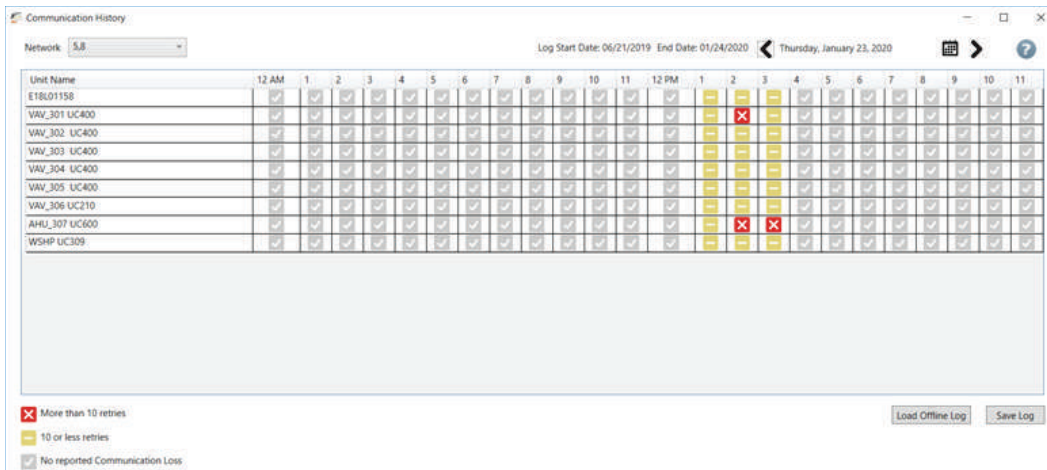 Communication History
Network 5,8 Log Start Date: 06/21/2019 End Date: 01/24/2020 Thursday, January 23, 2020 ?
Unit Name 12 AM 1 2 3 4 5 6 7 8 9 10 11 12 PM 1 2 3 4 5 6 7 8 9 10 11
E18L01158
VAV_301 UC400
VAV_302 UC400
VAV_303 UC400
VAV_304 UC400
VAV_305 UC400
VAV_306 UC210
AHU_307 UC600
WSHP UC309
More than 10 retries Load Offline Log Save Log
10 or less retries
No reported Communication Loss